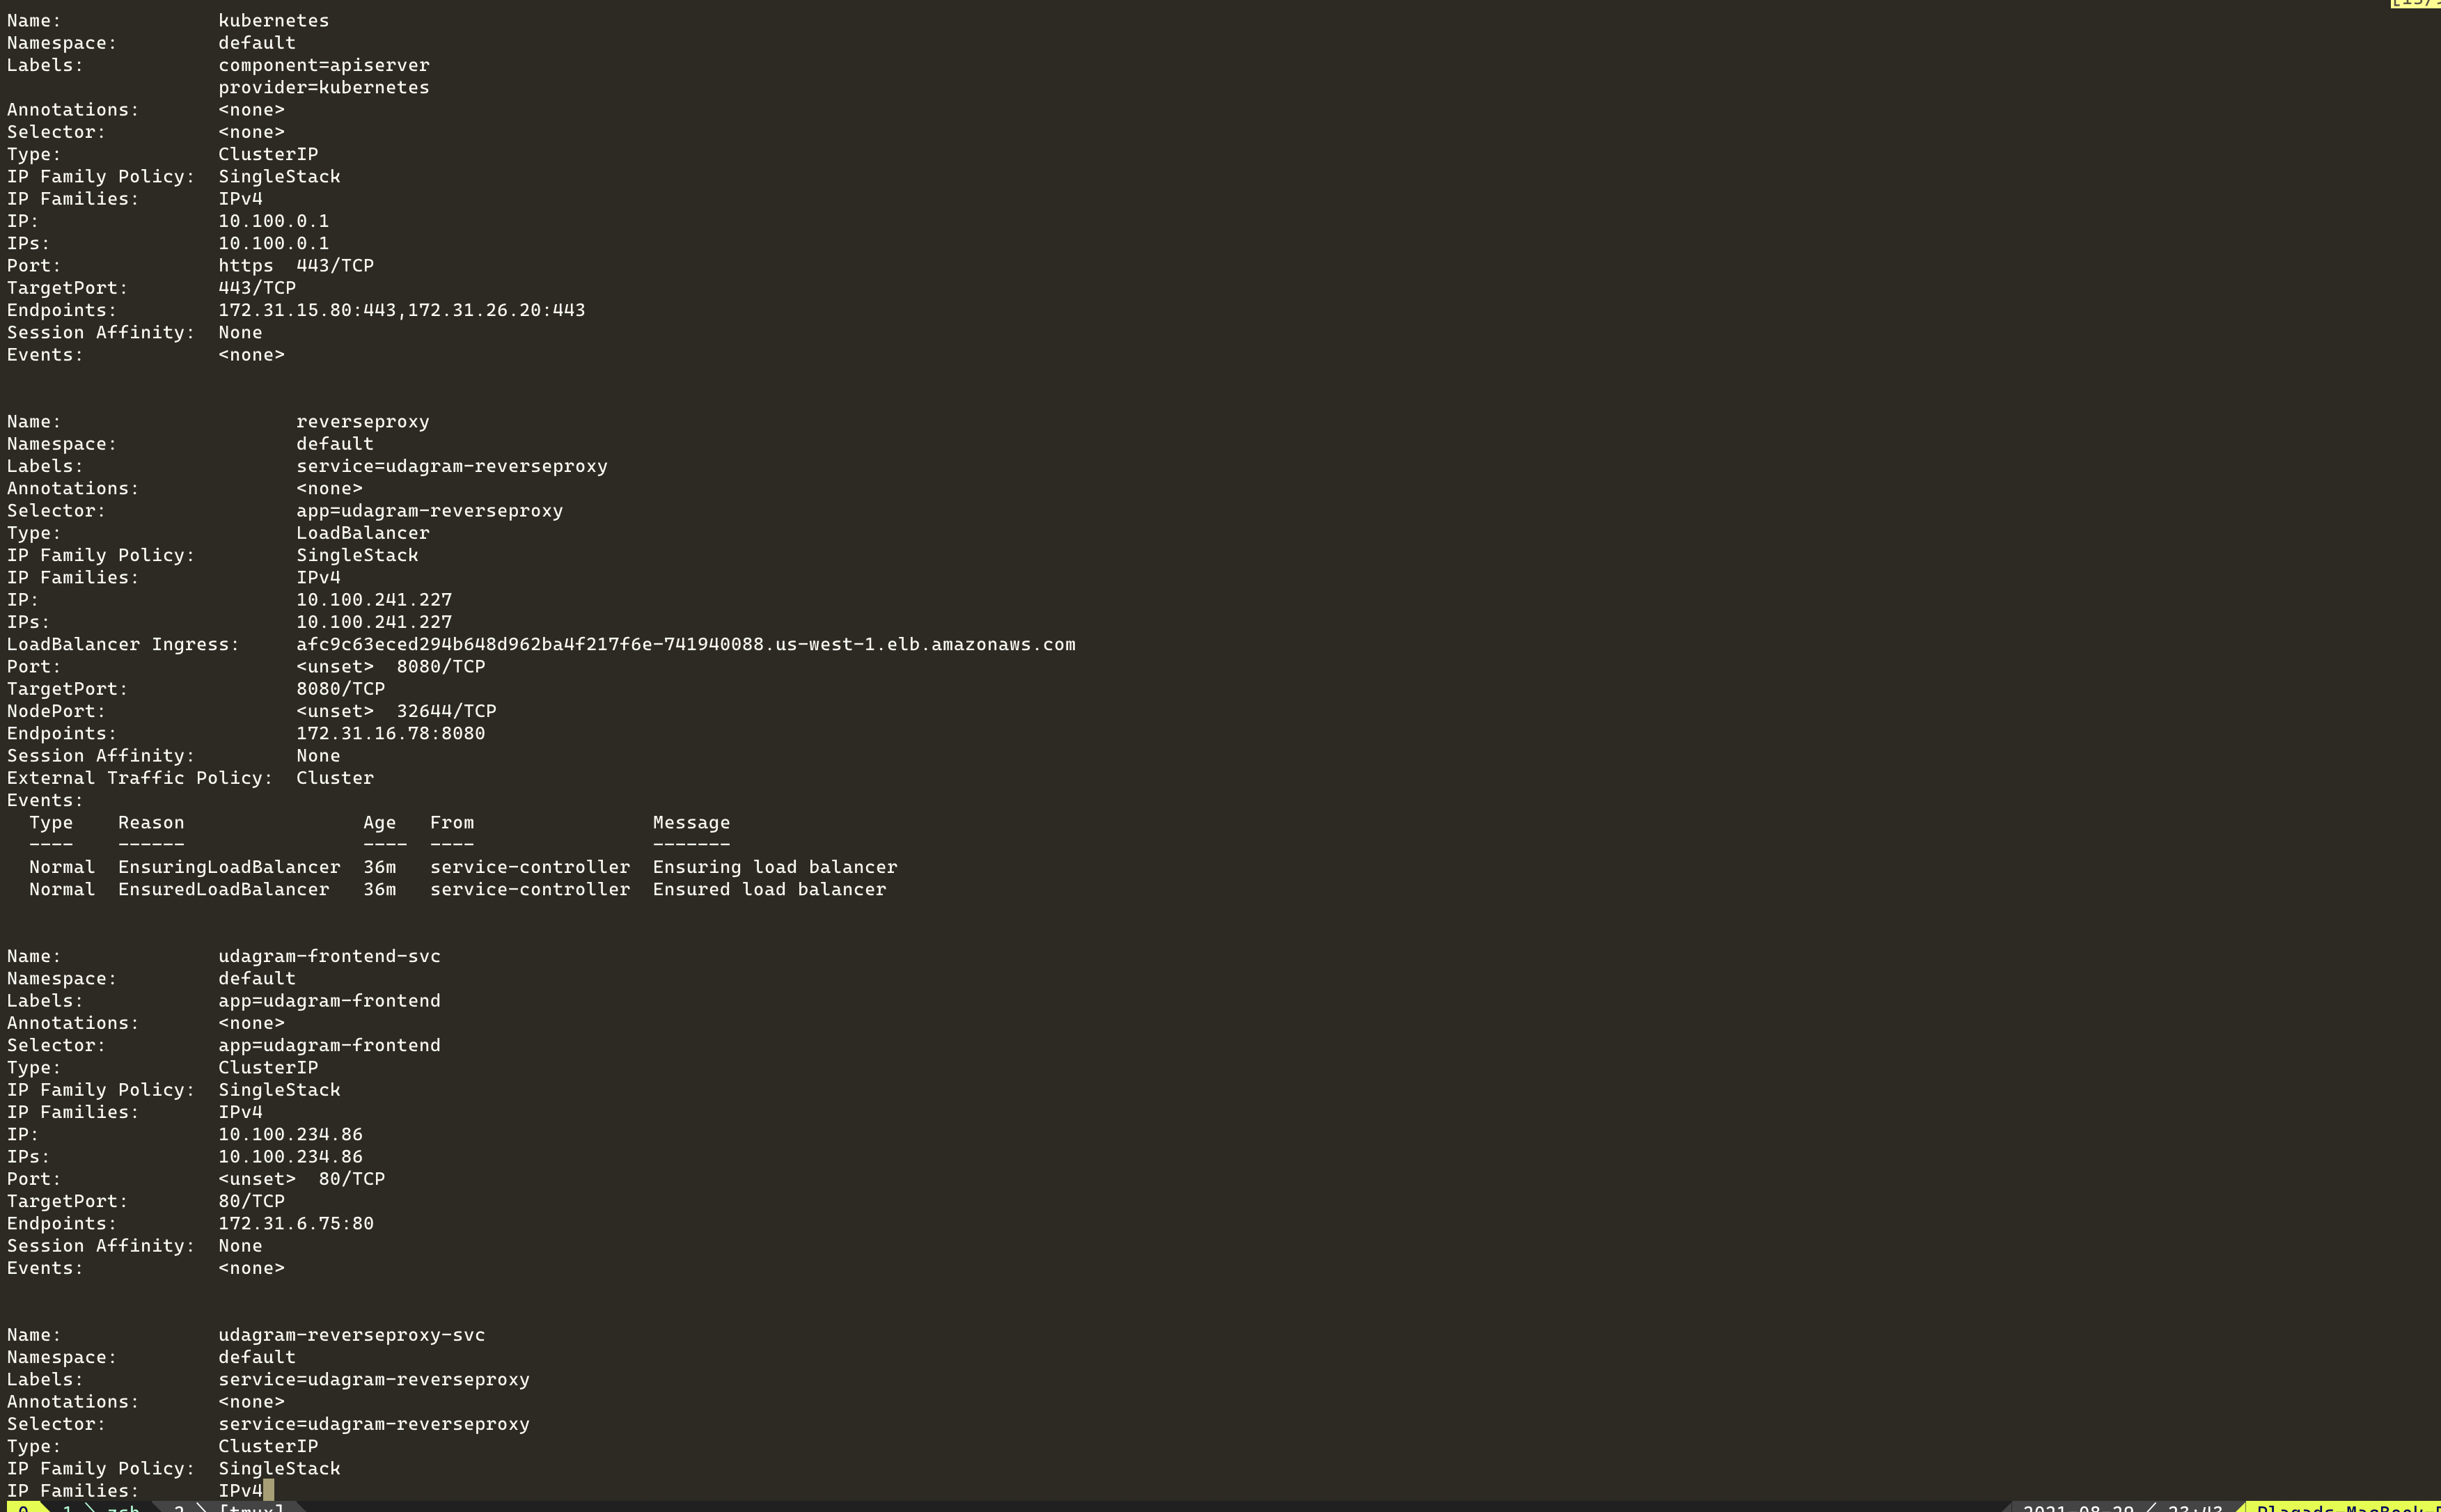 Name:              kubernetes
Namespace:         default
Labels:            component=apiserver
                   provider=kubernetes
Annotations:       <none>
Selector:          <none>
Type:              ClusterIP
IP Family Policy:  SingleStack
IP Families:       IPv4
IP:                10.100.0.1
IPs:               10.100.0.1
Port:              https  443/TCP
TargetPort:        443/TCP
Endpoints:         172.31.15.80:443,172.31.26.20:443
Session Affinity:  None
Events:            <none>
Name:                     reverseproxy
Namespace:                default
Labels:                   service=udagram-reverseproxy
Annotations:              <none>
Selector:                 app=udagram-reverseproxy
Type:                     LoadBalancer
IP Family Policy:         SingleStack
IP Families:              IPv4
IP:                       10.100.241.227
IPs:                      10.100.241.227
LoadBalancer Ingress:     afc9c63eced294b648d962ba4f217f6e-741940088.us-west-1.elb.amazonaws.com
Port:                     <unset>  8080/TCP
TargetPort:               8080/TCP
NodePort:                 <unset>  32644/TCP
Endpoints:                172.31.16.78:8080
Session Affinity:         None
External Traffic Policy:  Cluster
Events:
  Type    Reason                Age   From                Message
  ----    ------                ----  ----                -------
  Normal  EnsuringLoadBalancer  36m   service-controller  Ensuring load balancer
  Normal  EnsuredLoadBalancer   36m   service-controller  Ensured load balancer
Name:              udagram-frontend-svc
Namespace:         default
Labels:            app=udagram-frontend
Annotations:       <none>
Selector:          app=udagram-frontend
Type:              ClusterIP
IP Family Policy:  SingleStack
IP Families:       IPv4
IP:                10.100.234.86
IPs:               10.100.234.86
Port:              <unset>  80/TCP
TargetPort:        80/TCP
Endpoints:         172.31.6.75:80
Session Affinity:  None
Events:            <none>
Name:              udagram-reverseproxy-svc
Namespace:         default
Labels:            service=udagram-reverseproxy
Annotations:       <none>
Selector:          service=udagram-reverseproxy
Type:              ClusterIP
IP Family Policy:  SingleStack
IP Families:       IPv4
0 1 zsh 2 [tmux] 2021-08-29 / 23:43